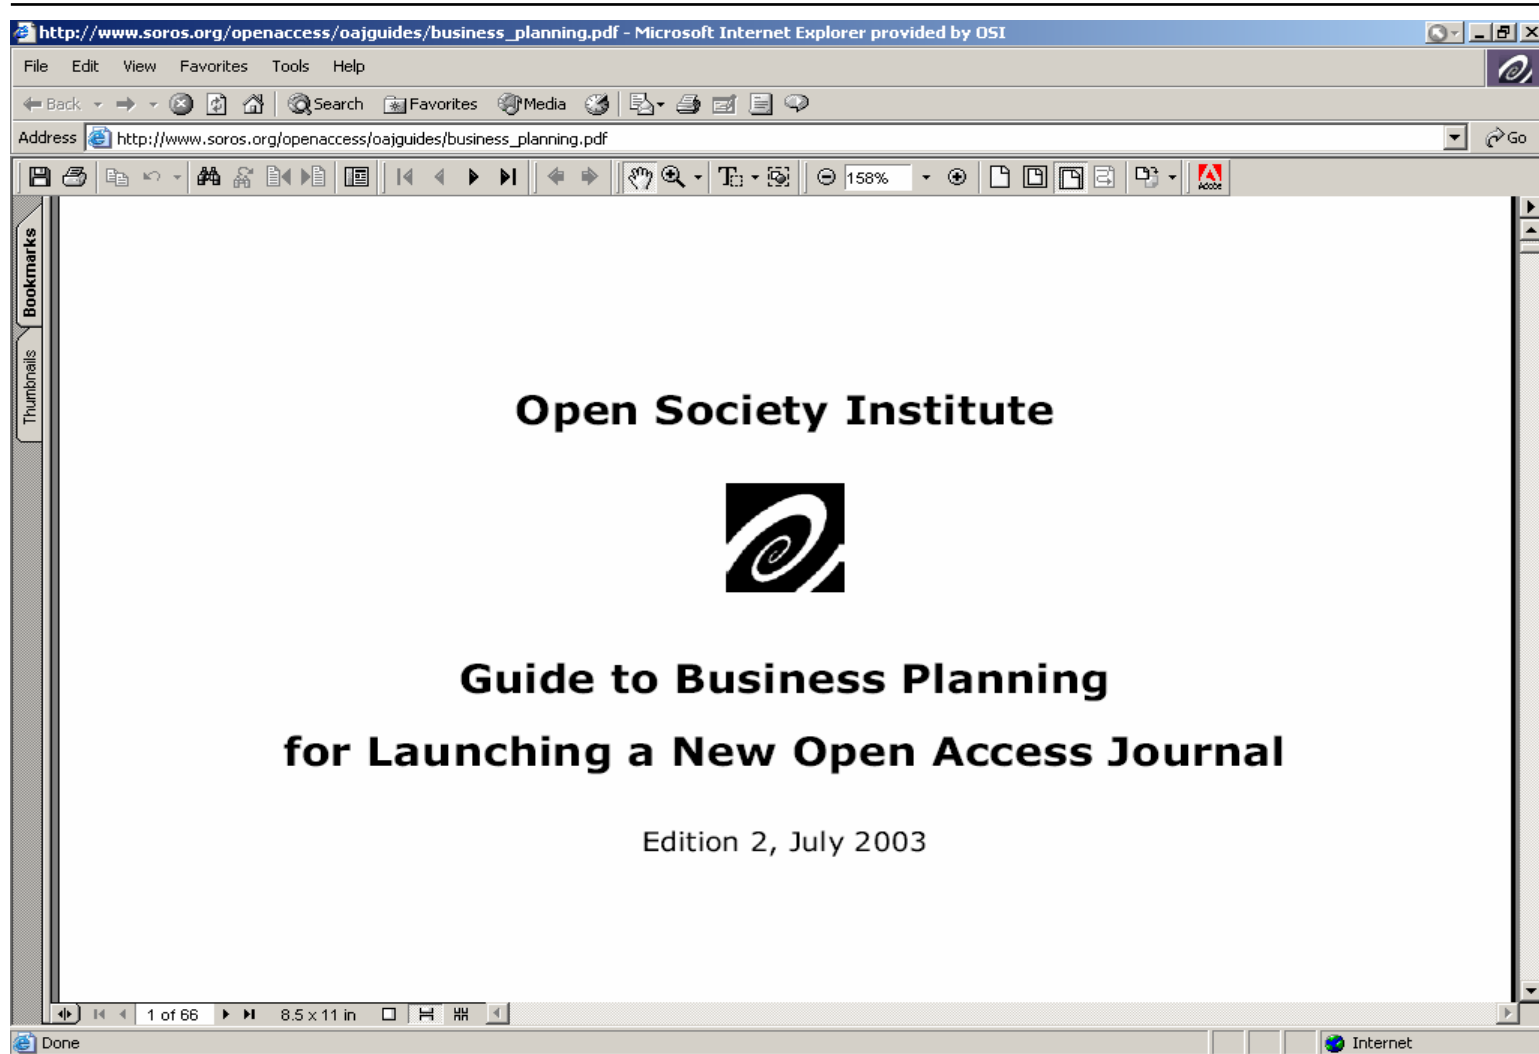 http://www.soros.org/openaccess/oajguides/business_planning.pdf - Microsoft Internet Explorer provided by OSI
File Edit View Favorites Tools Help
Back Search Favorites Media
Address http://www.soros.org/openaccess/oajguides/business_planning.pdf Go
158% Adobe
Bookmarks
Thumbnails
Open Society Institute
Guide to Business Planning
for Launching a New Open Access Journal
Edition 2, July 2003
1 of 66 8.5 x 11 in
Done Internet